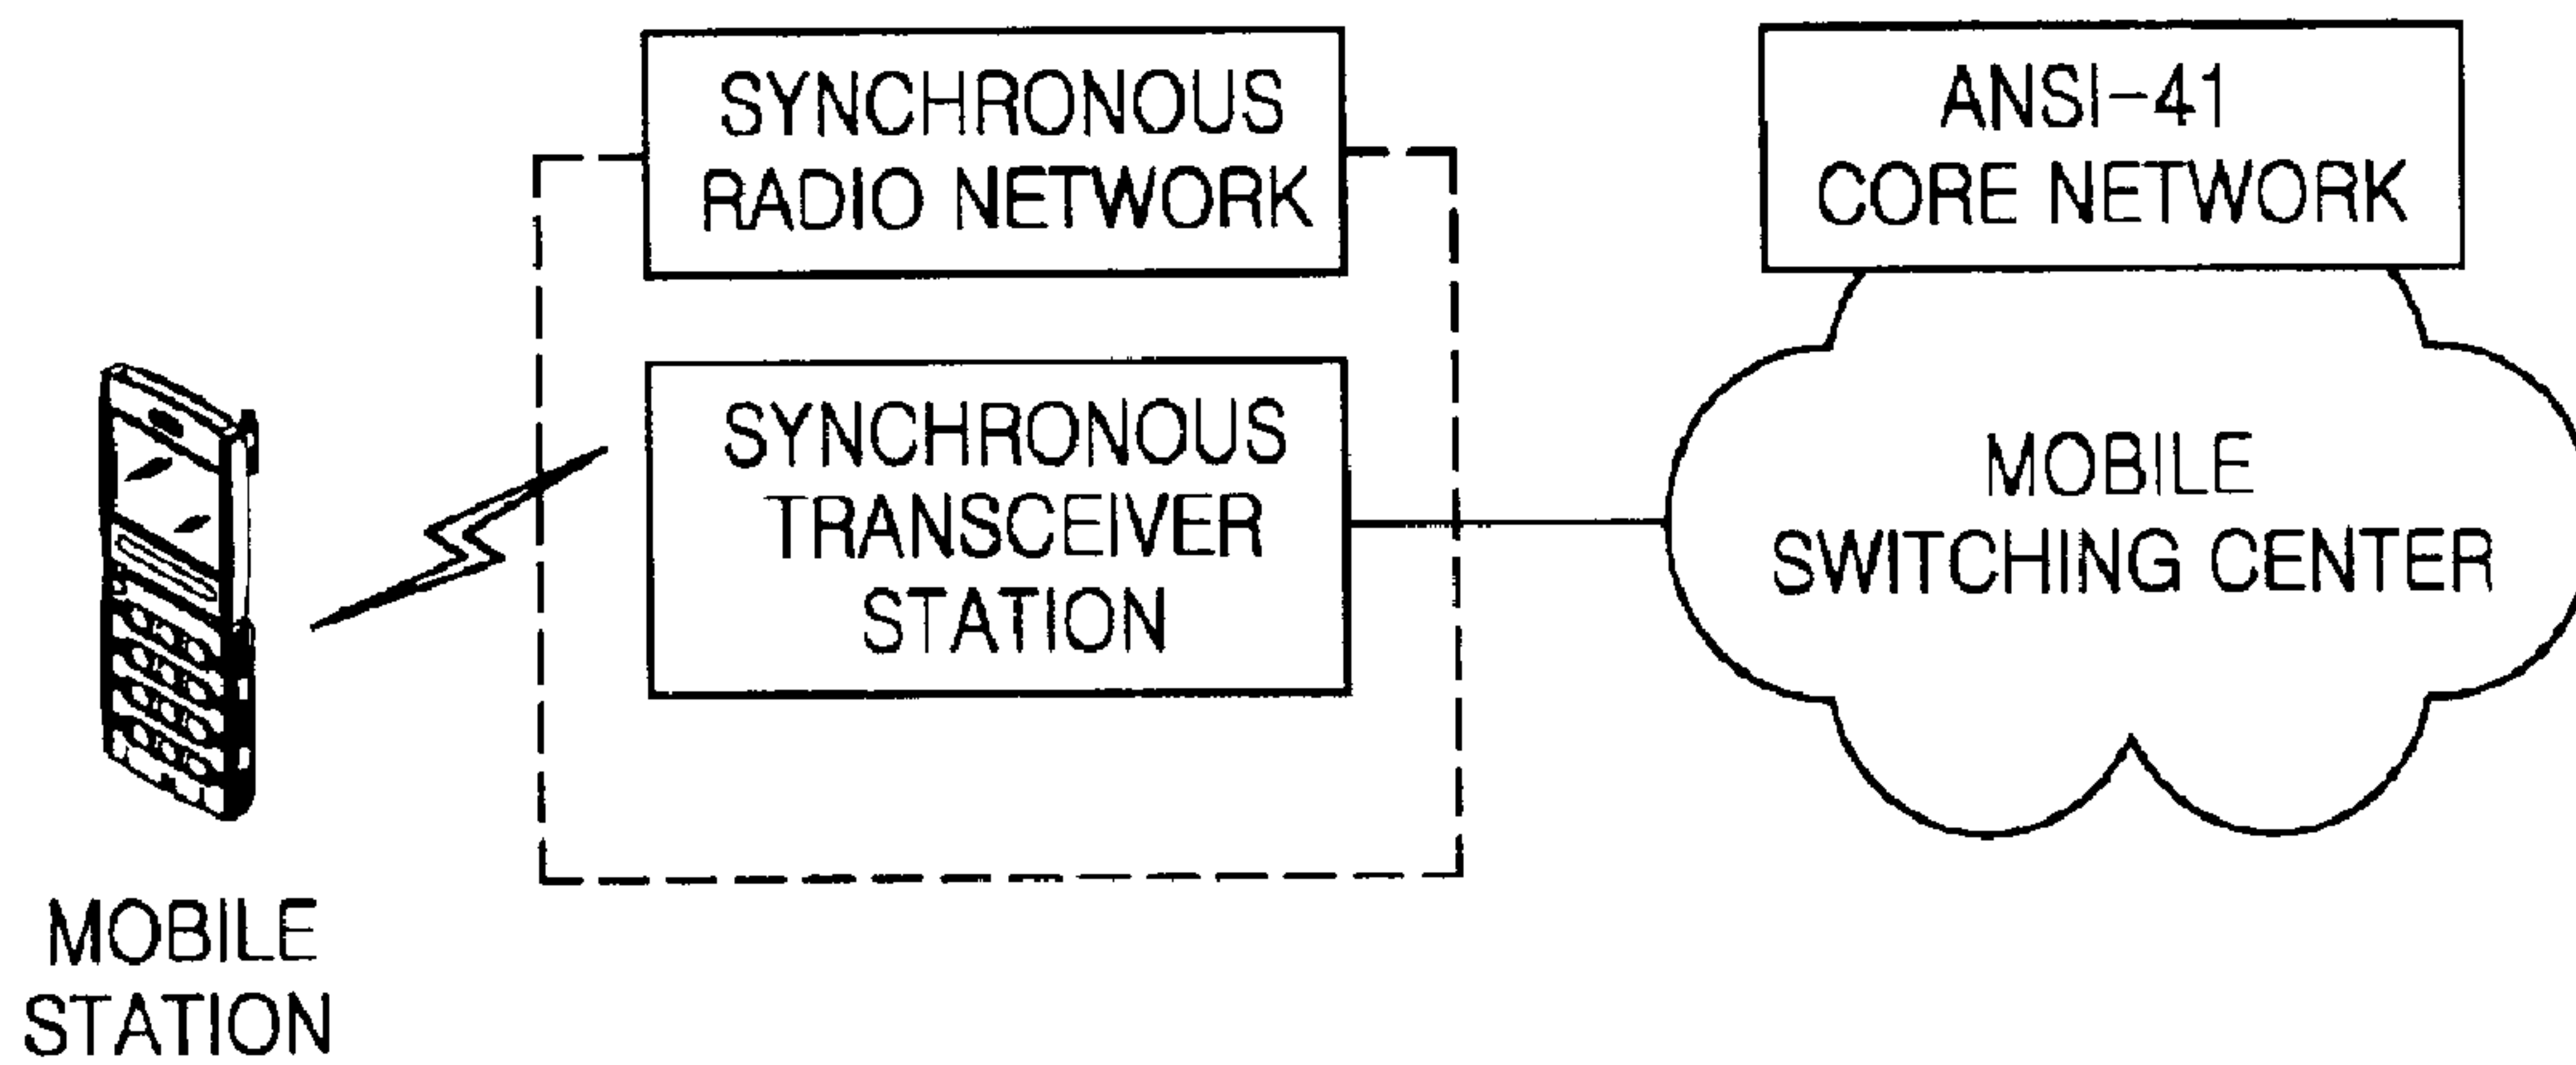 SYNCHRONOUS
RADIO NETWORK
ANSI-41
CORE NETWORK
SYNCHRONOUS
TRANSCEIVER
STATION
MOBILE
SWITCHING CENTER
MOBILE
STATION